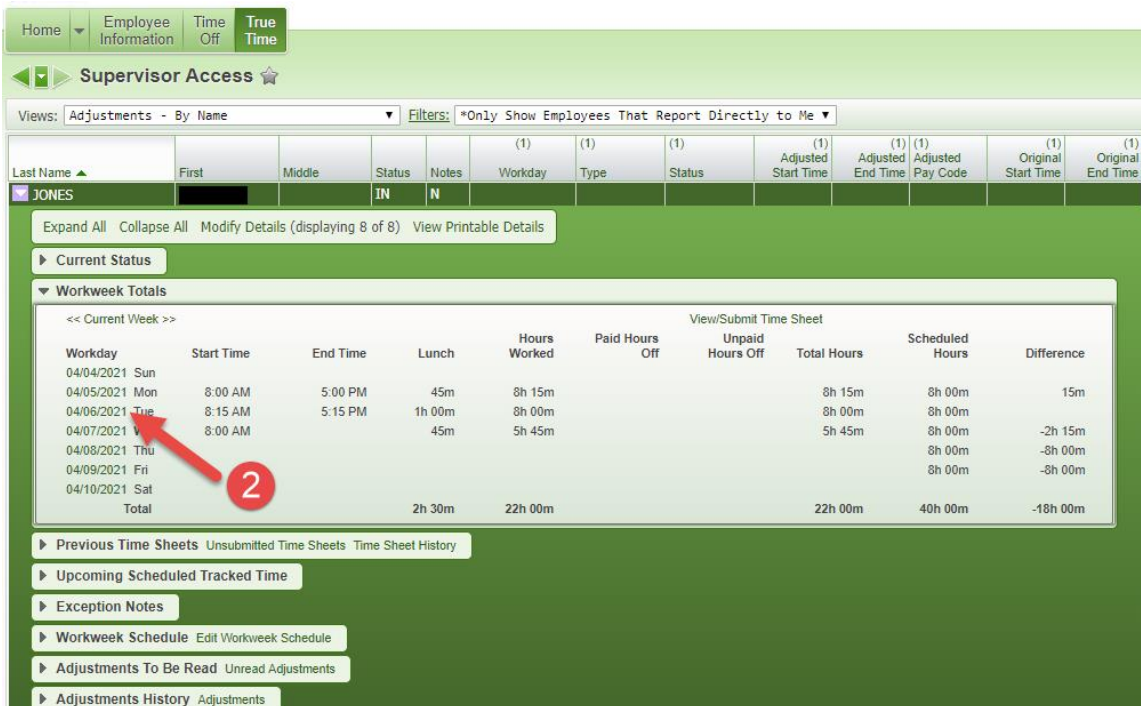 Home Employee Information Time Off True Time
Supervisor Access
Views: Adjustments - By Name Filters: *Only Show Employees That Report Directly to Me
(1) (1) (1) (1) (1) (1) (1) (1)
Last Name First Middle Status Notes Workday Type Status Adjusted Start Time Adjusted End Time Adjusted Pay Code Original Start Time Original End Time
JONES IN N
Expand All Collapse All Modify Details (displaying 8 of 8) View Printable Details
Current Status
Workweek Totals
<< Current Week >> View/Submit Time Sheet
Workday Start Time End Time Lunch Hours Worked Paid Hours Off Unpaid Hours Off Total Hours Scheduled Hours Difference
04/04/2021 Sun
04/05/2021 Mon 8:00 AM 5:00 PM 45m 8h 15m 8h 15m 8h 00m 15m
04/06/2021 Tue 8:15 AM 5:15 PM 1h 00m 8h 00m 8h 00m 8h 00m
04/07/2021 8:00 AM 45m 5h 45m 5h 45m 8h 00m -2h 15m
04/08/2021 Thu 8h 00m -8h 00m
04/09/2021 Fri 8h 00m -8h 00m
04/10/2021 Sat
2
Total 2h 30m 22h 00m 22h 00m 40h 00m -18h 00m
Previous Time Sheets Unsubmitted Time Sheets Time Sheet History
Upcoming Scheduled Tracked Time
Exception Notes
Workweek Schedule Edit Workweek Schedule
Adjustments To Be Read Unread Adjustments
Adjustments History Adjustments